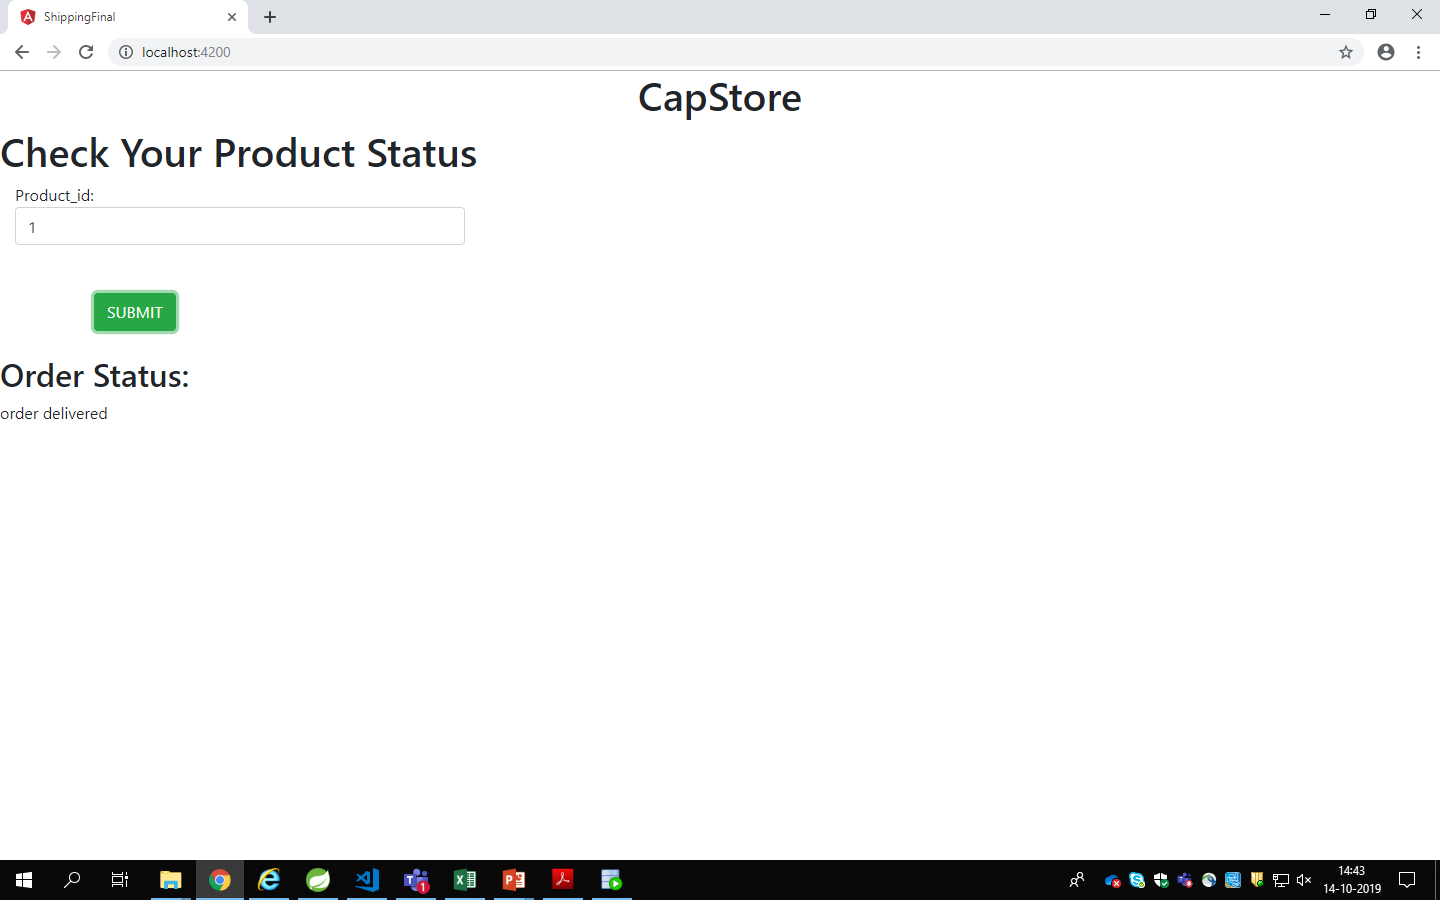 ShippingFinal
localhost:4200
CapStore
Check Your Product Status
Product_id:
1
SUBMIT
Order Status:
order delivered
1
14:43
14-10-2019